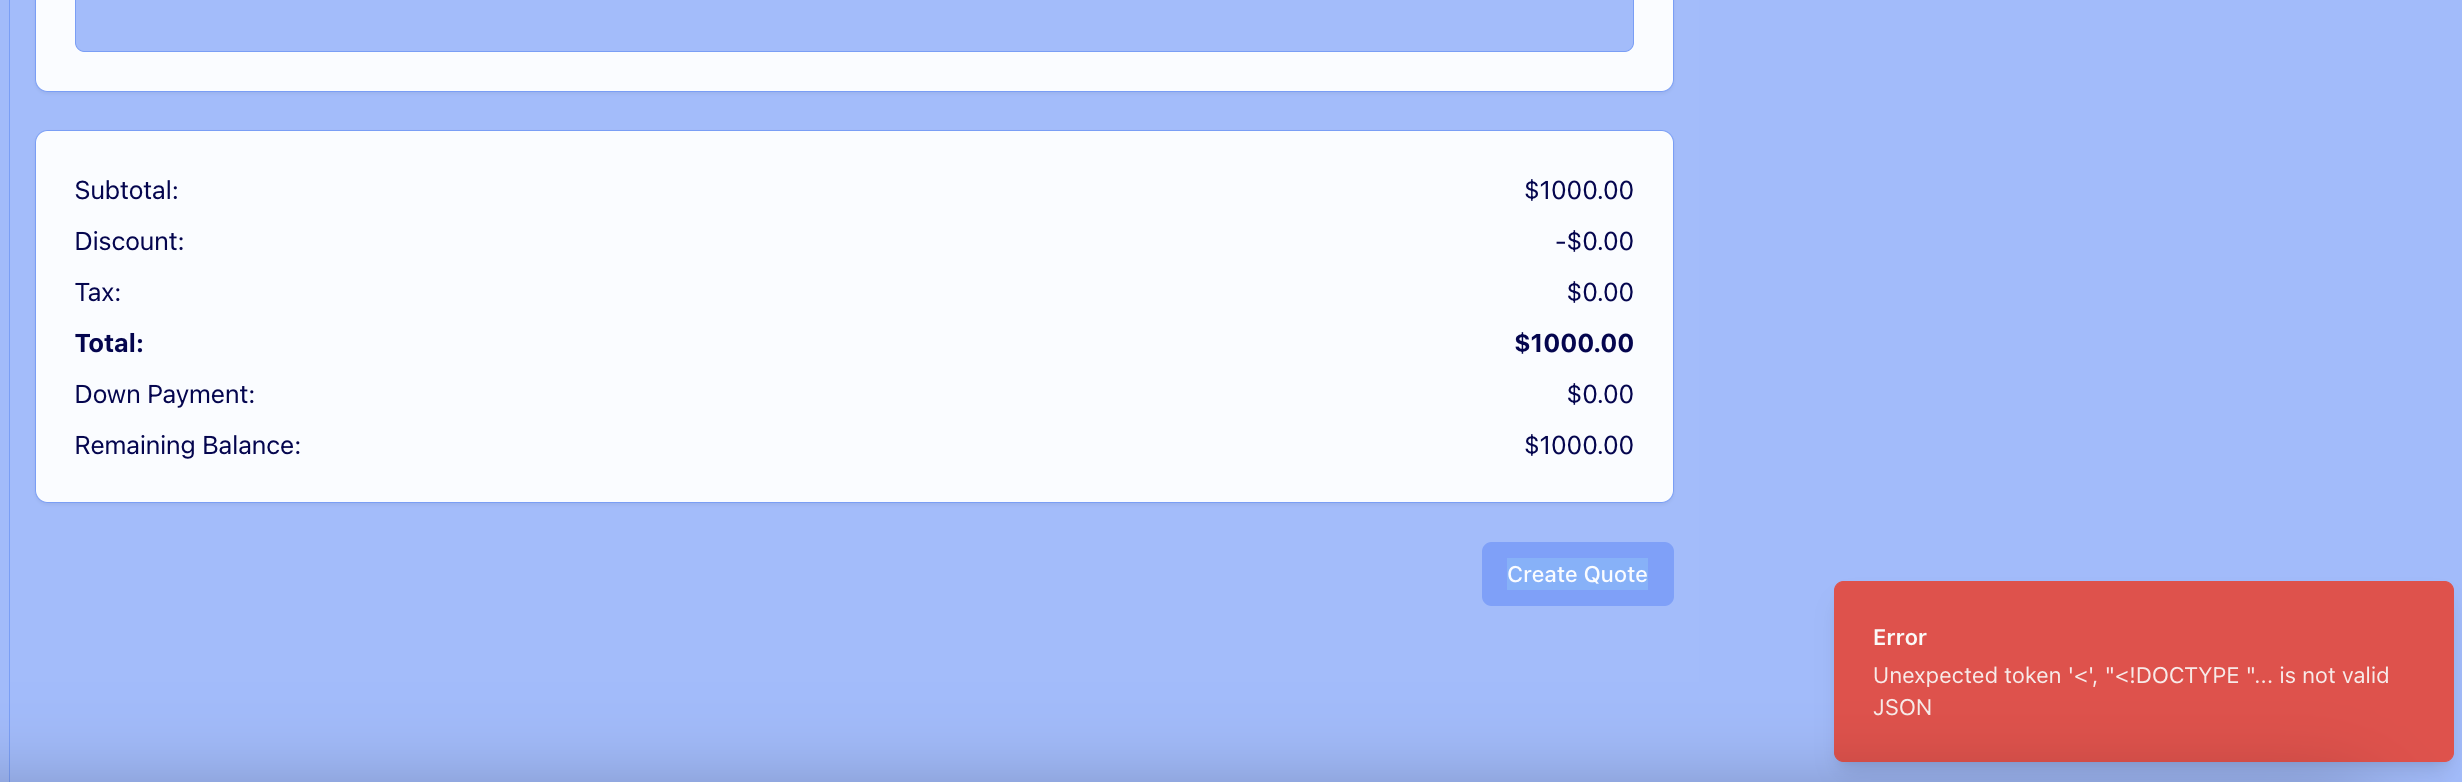 Subtotal: $1000.00
Discount: -$0.00
Tax: $0.00
Total: $1000.00
Down Payment: $0.00
Remaining Balance: $1000.00
Create Quote
Error
Unexpected token '<', "<!DOCTYPE "... is not valid
JSON